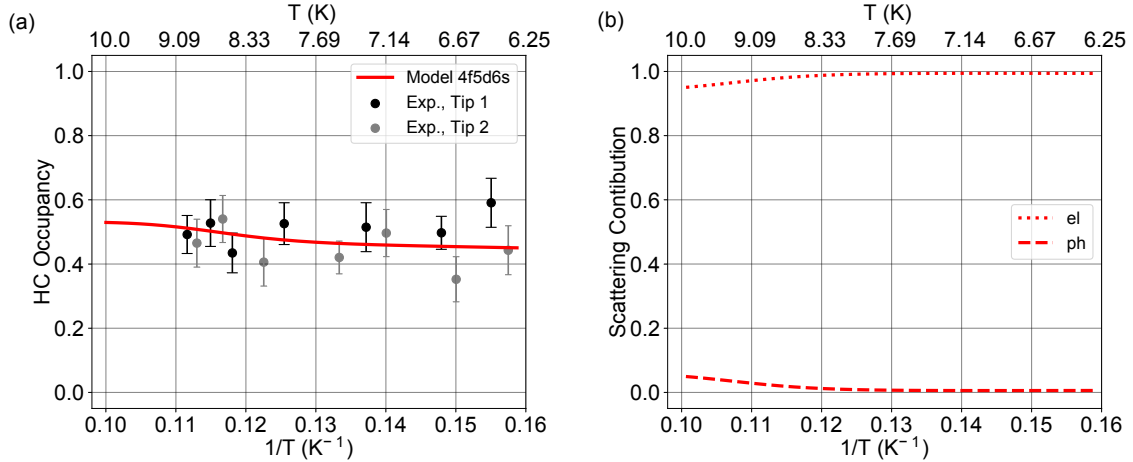 (a)
T (K)
10.0 9.09 8.33 7.69 7.14 6.67 6.25
1.0
0.8
0.6
0.4
0.2
0.0
HC Occupancy
Model 4f5d6s
Exp., Tip 1
Exp., Tip 2
0.10 0.11 0.12 0.13 0.14 0.15 0.16
1/T (K⁻¹)
(b)
T (K)
10.0 9.09 8.33 7.69 7.14 6.67 6.25
1.0
0.8
0.6
0.4
0.2
0.0
Scattering Contibution
el
ph
0.10 0.11 0.12 0.13 0.14 0.15 0.16
1/T (K⁻¹)